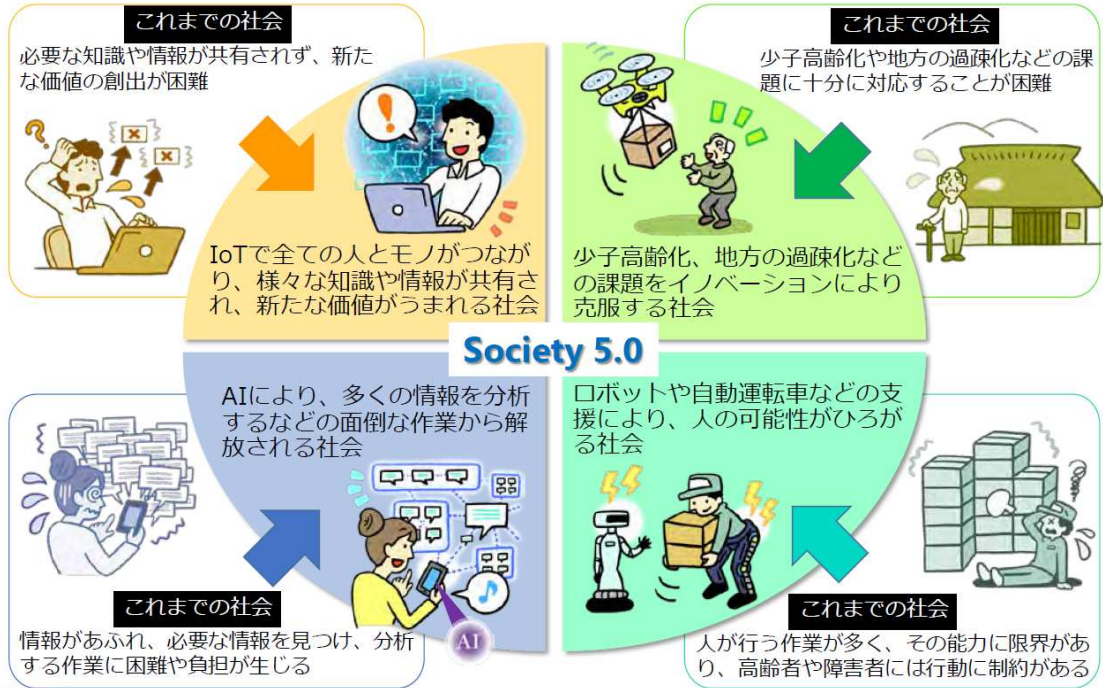 これまでの社会
必要な知識や情報が共有されず、新た
な価値の創出が困難
これまでの社会
少子高齢化や地方の過疎化などの課
題に十分に対応することが困難
IoTで全ての人とモノがつなが
り、様々な知識や情報が共有さ
れ、新たな価値がうまれる社会
少子高齢化、地方の過疎化など
の課題をイノベーションにより
克服する社会
Society 5.0
AIにより、多くの情報を分析
するなどの面倒な作業から解
放される社会
ロボットや自動運転車などの支
援により、人の可能性がひろが
る社会
AI
これまでの社会
情報があふれ、必要な情報を見つけ、分析
する作業に困難や負担が生じる
これまでの社会
人が行う作業が多く、その能力に限界があ
り、高齢者や障害者には行動に制約がある